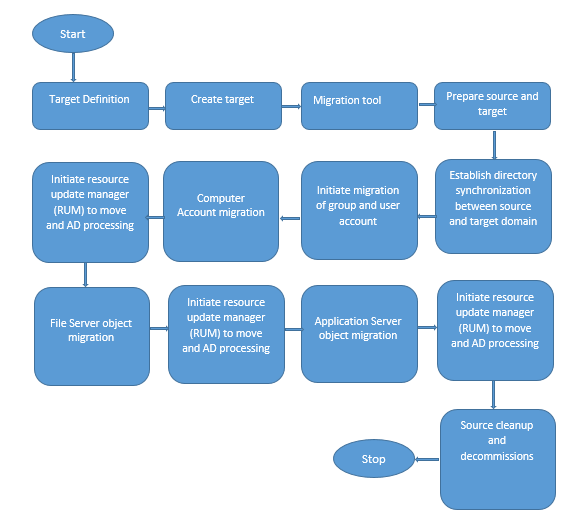 Start
Target Definition
Create target
Migration tool
Prepare source and
target
Establish directory
synchronization
between source
and target domain
Initiate migration
of group and user
account
Computer
Account migration
Initiate resource
update manager
(RUM) to move
and AD processing
File Server object
migration
Initiate resource
update manager
(RUM) to move
and AD processing
Application Server
object migration
Initiate resource
update manager
(RUM) to move
and AD processing
Source cleanup
and
decommissions
Stop